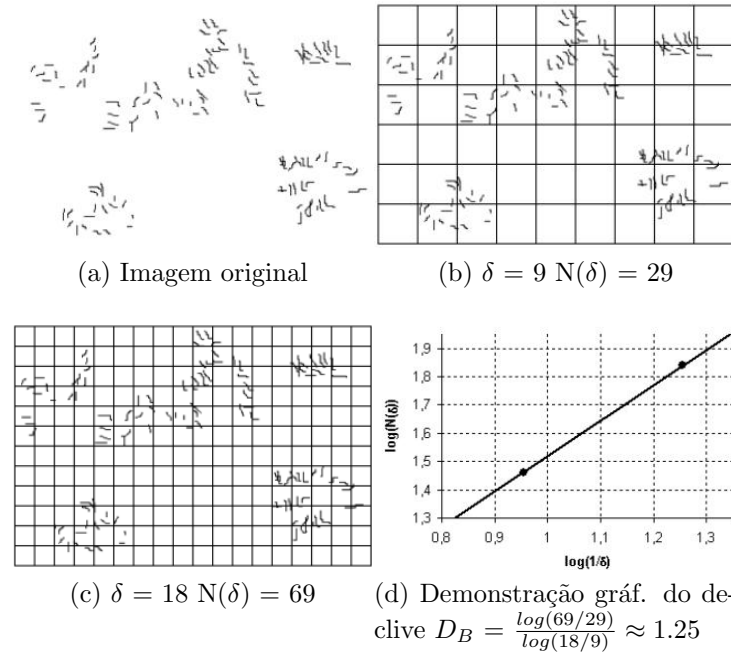 (a) Imagem original
(b) δ = 9 N(δ) = 29
(c) δ = 18 N(δ) = 69
log(N(δ))
1,9
1,8
1,7
1,6
1,5
1,4
1,3
0,8 0,9 1 1,1 1,2 1,3
log(1/δ)
(d) Demonstração gráf. do de-
clive D_B = log(69/29)/log(18/9) ≈ 1.25